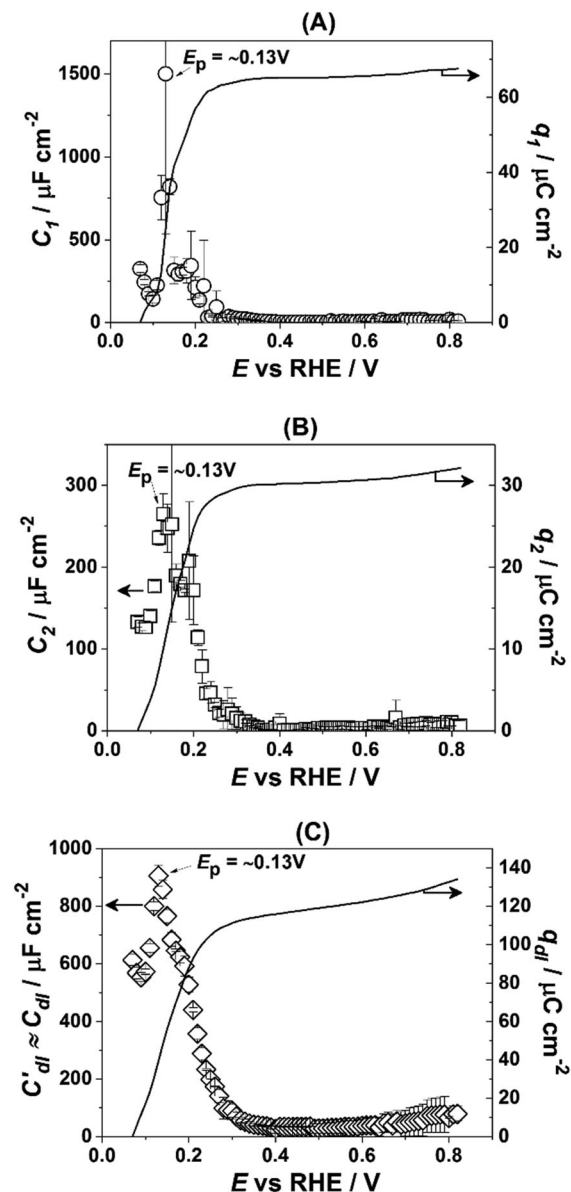 (A)
E_p = ~0.13V
1500
1000
500
0
60
40
20
0
C_1 / μF cm⁻²
q_1 / μC cm⁻²
0.0 0.2 0.4 0.6 0.8
E vs RHE / V
(B)
E_p = ~0.13V
300
200
100
0
30
20
10
0
C_2 / μF cm⁻²
q_2 / μC cm⁻²
0.0 0.2 0.4 0.6 0.8
E vs RHE / V
(C)
E_p = ~0.13V
1000
800
600
400
200
0
140
120
100
80
60
40
20
0
C'_dl ≈ C_dl / μF cm⁻²
q_dl / μC cm⁻²
0.0 0.2 0.4 0.6 0.8
E vs RHE / V